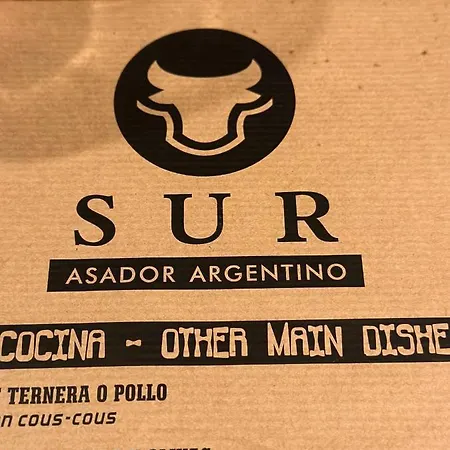 SUR
ASADOR ARGENTINO
COCINA - OTHER MAIN DISHE
TERNERA O POLLO
n cous-cous